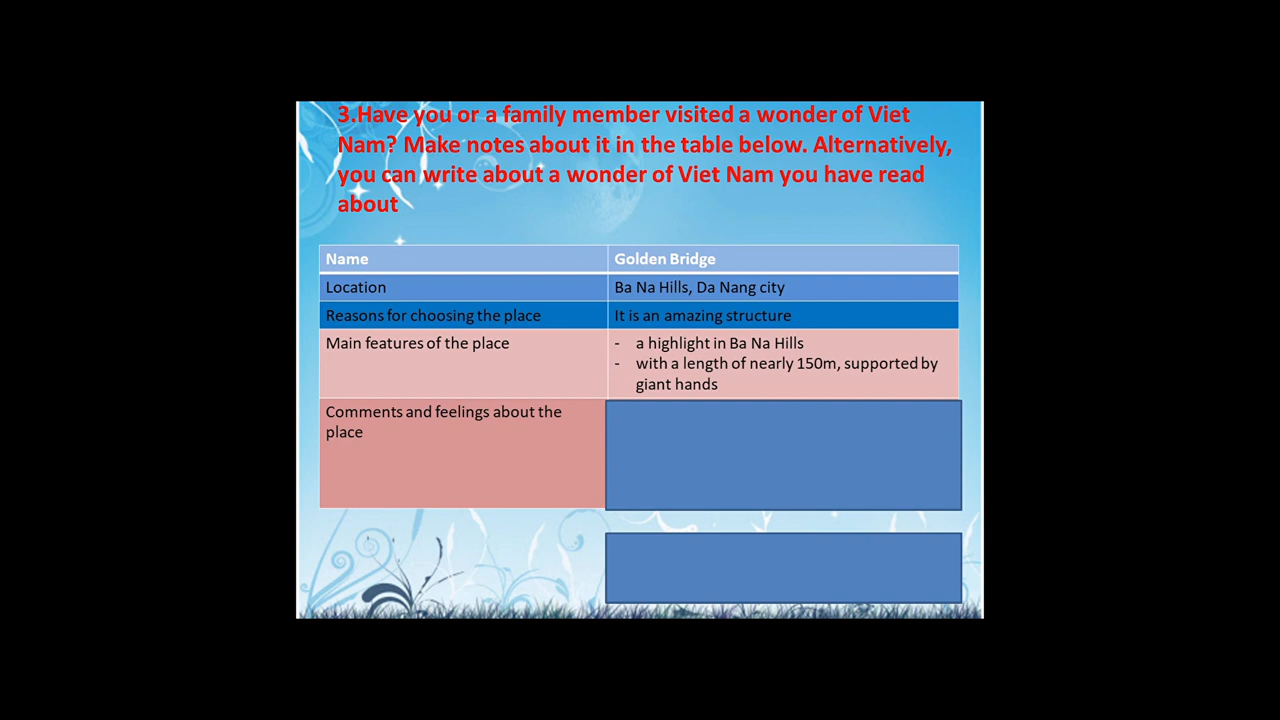 3.Have you or a family member visited a wonder of Viet
Nam? Make notes about it in the table below. Alternatively,
you can write about a wonder of Viet Nam you have read
about
Name
Golden Bridge
Location
Ba Na Hills, Da Nang city
Reasons for choosing the place
It is an amazing structure
Main features of the place
- a highlight in Ba Na Hills
- with a length of nearly 150m, supported by
giant hands
Comments and feelings about the
place